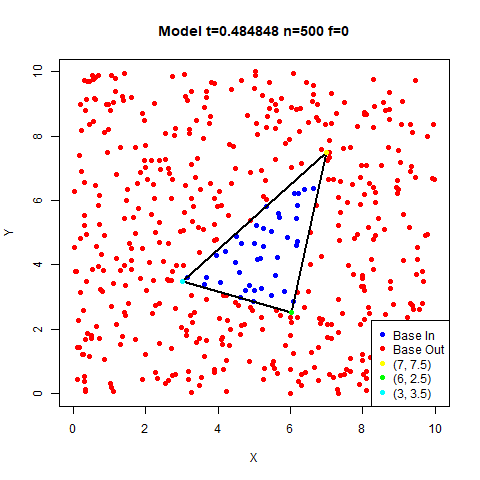 Model t=0.484848 n=500 f=0
10
8
6
4
2
0
Y
Base In
Base Out
(7, 7.5)
(6, 2.5)
(3, 3.5)
0 2 4 6 8 10
X